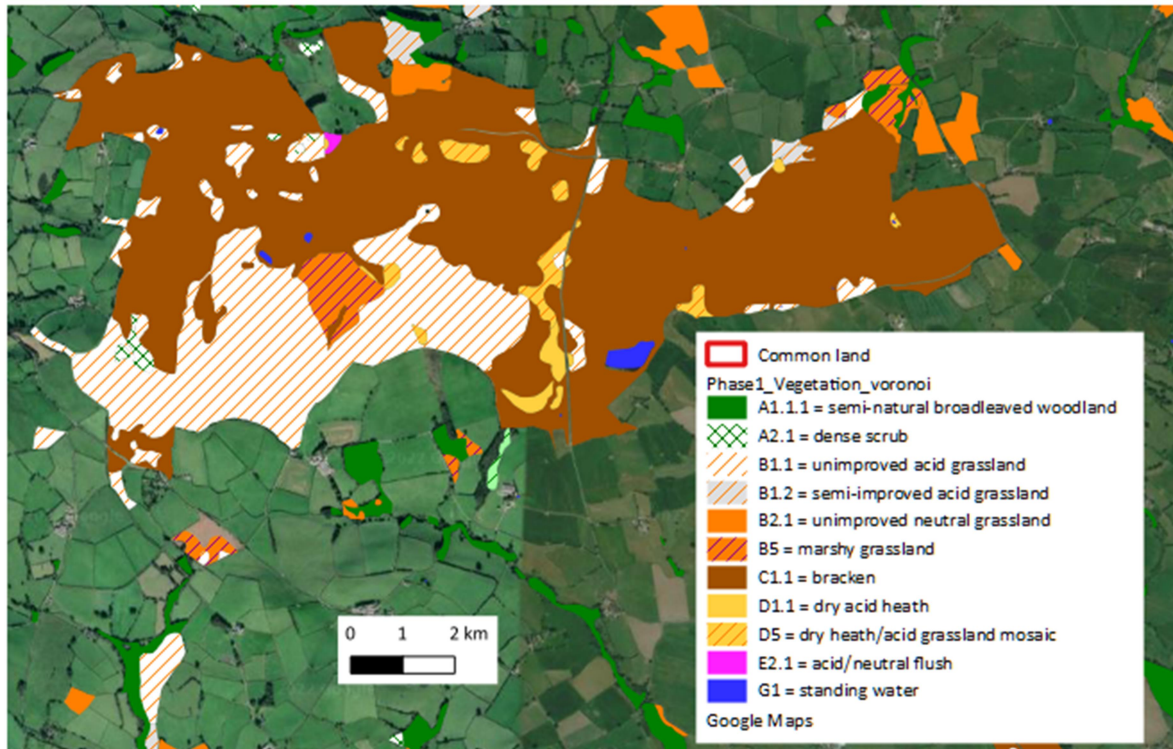 Common land
Phase1_Vegetation_voronoi
A1.1.1 = semi-natural broadleaved woodland
A2.1 = dense scrub
B1.1 = unimproved acid grassland
B1.2 = semi-improved acid grassland
B2.1 = unimproved neutral grassland
B5 = marshy grassland
C1.1 = bracken
D1.1 = dry acid heath
D5 = dry heath/acid grassland mosaic
E2.1 = acid/neutral flush
G1 = standing water
Google Maps
0 1 2 km